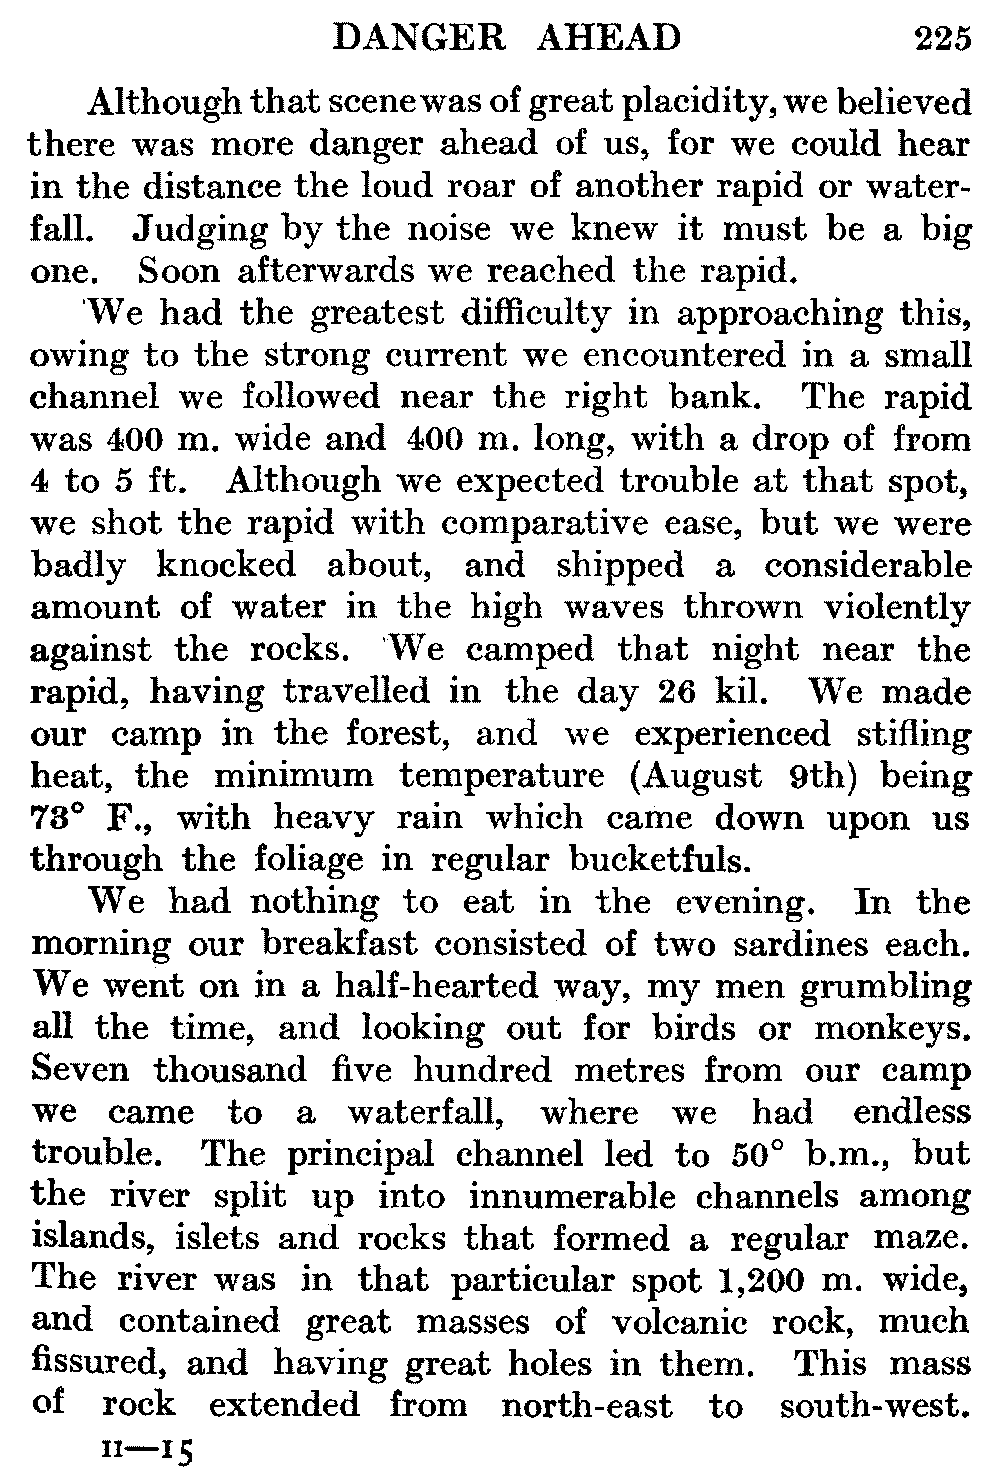 DANGER AHEAD 225
Although that scene was of great placidity, we believed
there was more danger ahead of us, for we could hear
in the distance the loud roar of another rapid or water-
fall. Judging by the noise we knew it must be a big
one. Soon afterwards we reached the rapid.
We had the greatest difficulty in approaching this,
owing to the strong current we encountered in a small
channel we followed near the right bank. The rapid
was 400 m. wide and 400 m. long, with a drop of from
4 to 5 ft. Although we expected trouble at that spot,
we shot the rapid with comparative ease, but we were
badly knocked about, and shipped a considerable
amount of water in the high waves thrown violently
against the rocks. We camped that night near the
rapid, having travelled in the day 26 kil. We made
our camp in the forest, and we experienced stifling
heat, the minimum temperature (August 9th) being
73° F., with heavy rain which came down upon us
through the foliage in regular bucketfuls.
We had nothing to eat in the evening. In the
morning our breakfast consisted of two sardines each.
We went on in a half-hearted way, my men grumbling
all the time, and looking out for birds or monkeys.
Seven thousand five hundred metres from our camp
we came to a waterfall, where we had endless
trouble. The principal channel led to 50° b.m., but
the river split up into innumerable channels among
islands, islets and rocks that formed a regular maze.
The river was in that particular spot 1,200 m. wide,
and contained great masses of volcanic rock, much
fissured, and having great holes in them. This mass
of rock extended from north-east to south-west.
II—15